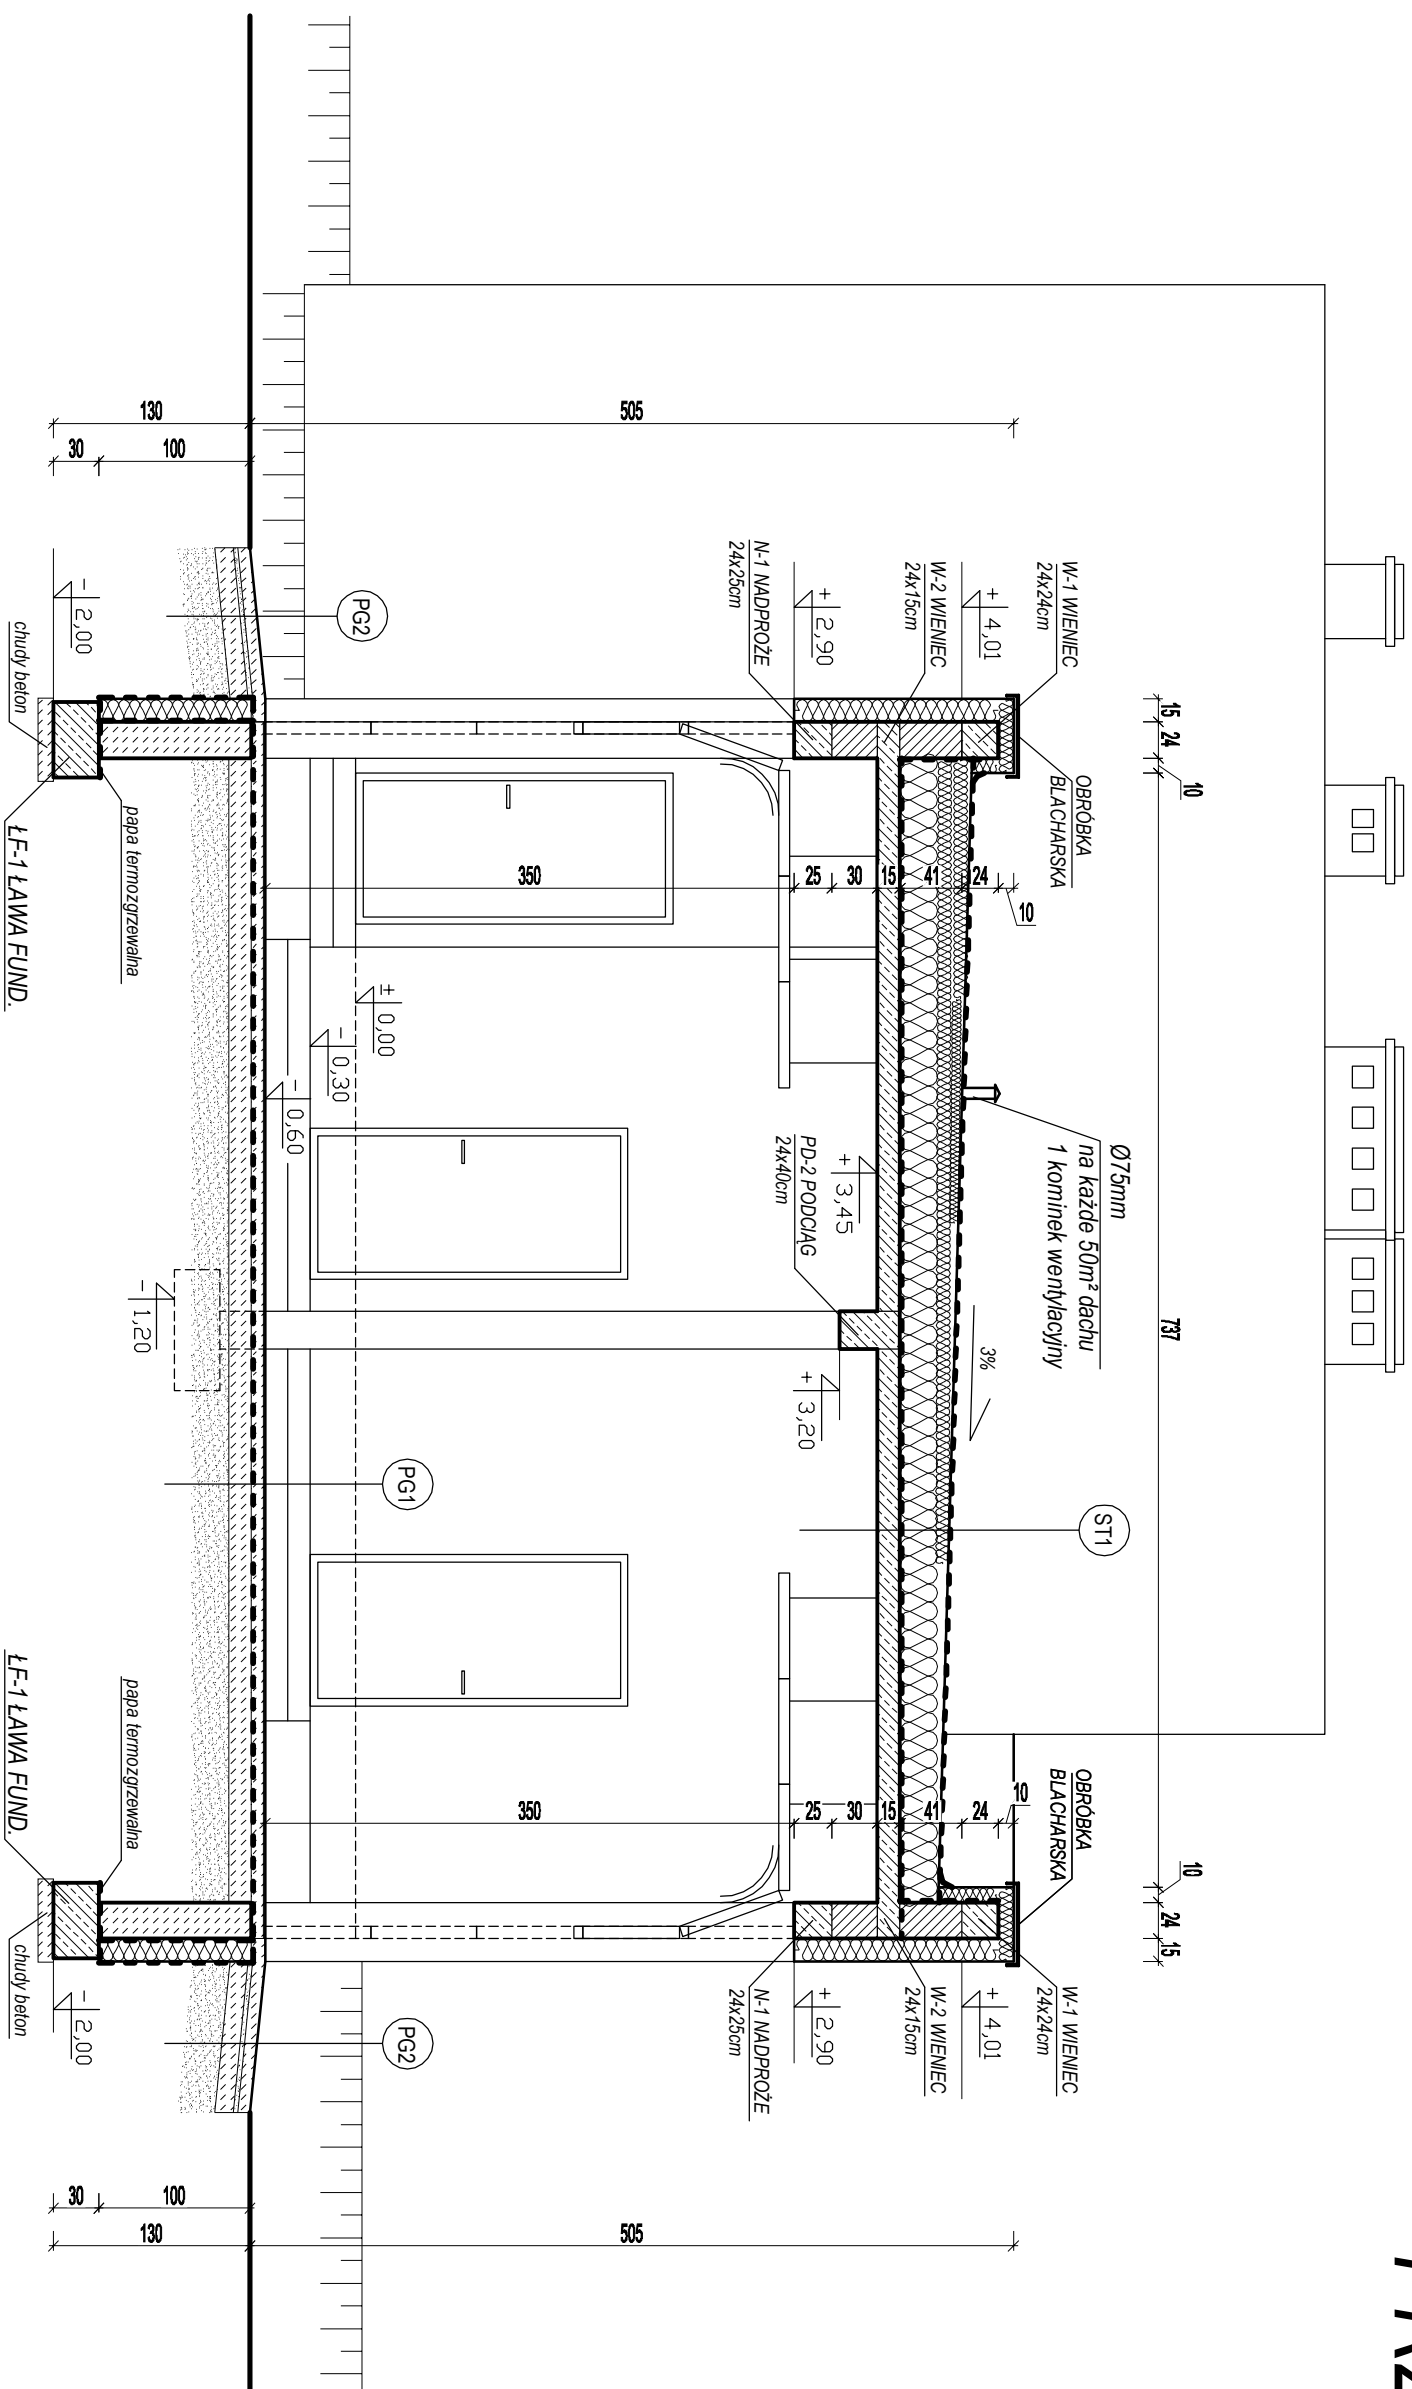 505
130
100
30
PG2
- 2,00
chudy beton
ŁF-1 ŁAWA FUND.
papa termozgrzewalna
W-1 WIENIEC
24x24cm
+ 4,01
W-2 WIENIEC
24x15cm
+ 2,90
N-1 NADPROŻE
24x25cm
15
24
10
737
10
24
15
OBRÓBKA
BLACHARSKA
10
24
41
15
30
25
350
± 0,00
- 0,30
- 0,60
Ø75mm
na każde 50m² dachu
1 kominek wentylacyjny
+ 3,45
PD-2 PODCIĄG
24x40cm
- 1,20
3%
+ 3,20
ST1
PG1
OBRÓBKA
BLACHARSKA
10
24
41
15
30
25
350
papa termozgrzewalna
ŁF-1 ŁAWA FUND.
W-1 WIENIEC
24x24cm
+ 4,01
W-2 WIENIEC
24x15cm
+ 2,90
N-1 NADPROŻE
24x25cm
PG2
- 2,00
chudy beton
100
30
505
130